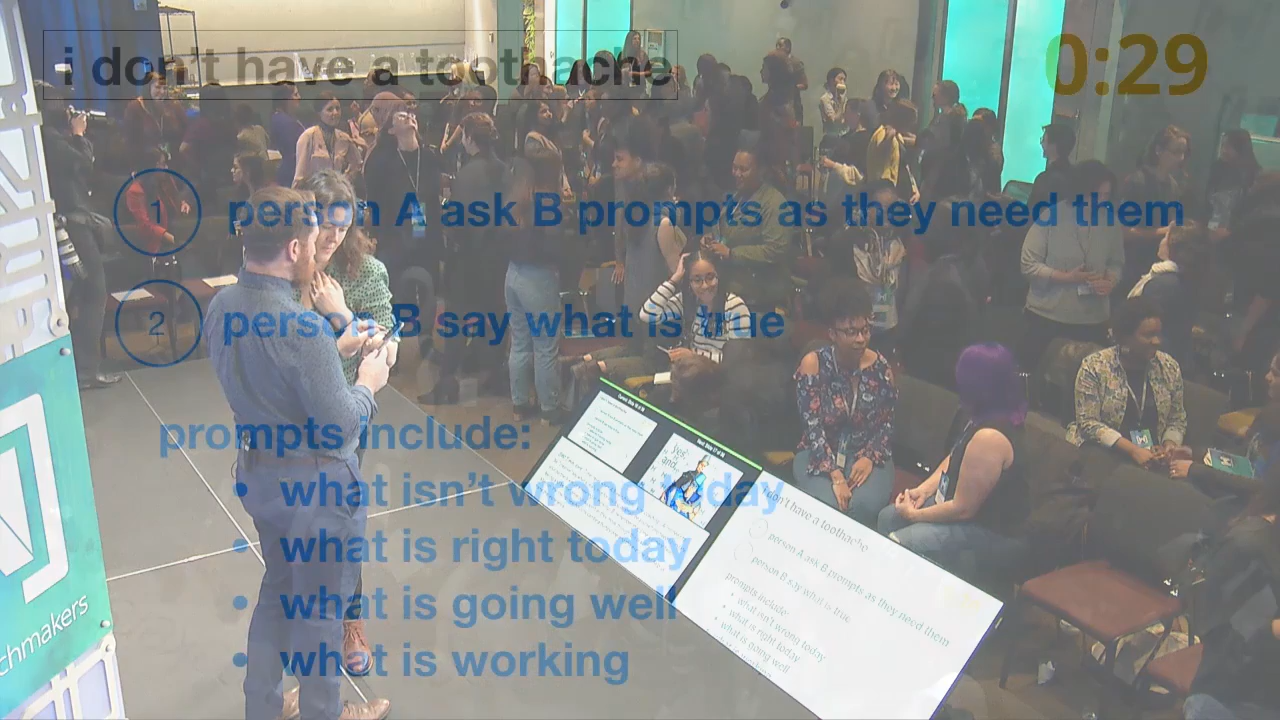 i don't have a toothache
0:29
1 person A ask B prompts as they need them
2 person B say what is true
prompts include:
• what isn't wrong today
• what is right today
• what is going well
• what is working
yes,
and..
i don't have a toothache
person A ask B prompts as they need them
person B say what is true
prompts include:
• what isn't wrong today
• what is right today
• what is going well
chmakers